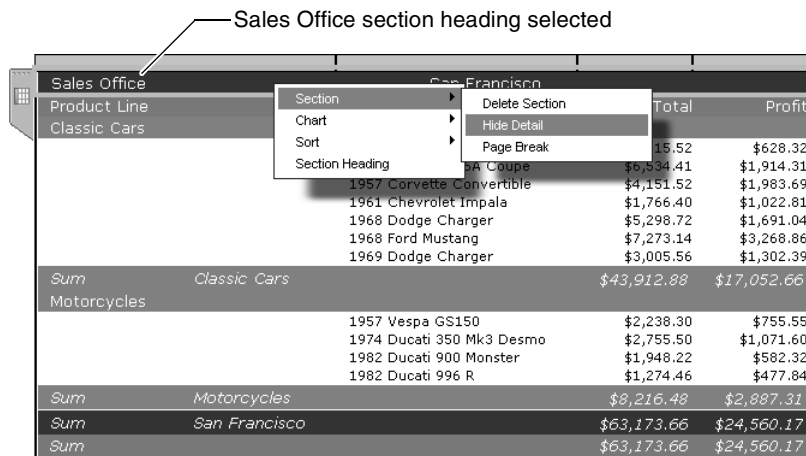 Sales Office section heading selected
Sales Office San Francisco
Product Line Total Profit
Classic Cars
Section
Chart
Sort
Section Heading
Delete Section
Hide Detail
Page Break
15.52 $628.32
5A Coupe $6,534.41 $1,914.31
1957 Corvette Convertible $4,151.52 $1,983.69
1961 Chevrolet Impala $1,766.40 $1,022.81
1968 Dodge Charger $5,298.72 $1,691.04
1968 Ford Mustang $7,273.14 $3,268.86
1969 Dodge Charger $3,005.56 $1,302.39
Sum Classic Cars $43,912.88 $17,052.66
Motorcycles
1957 Vespa GS150 $2,238.30 $755.55
1974 Ducati 350 Mk3 Desmo $2,755.50 $1,071.60
1982 Ducati 900 Monster $1,948.22 $582.32
1982 Ducati 996 R $1,274.46 $477.84
Sum Motorcycles $8,216.48 $2,887.31
Sum San Francisco $63,173.66 $24,560.17
Sum $63,173.66 $24,560.17